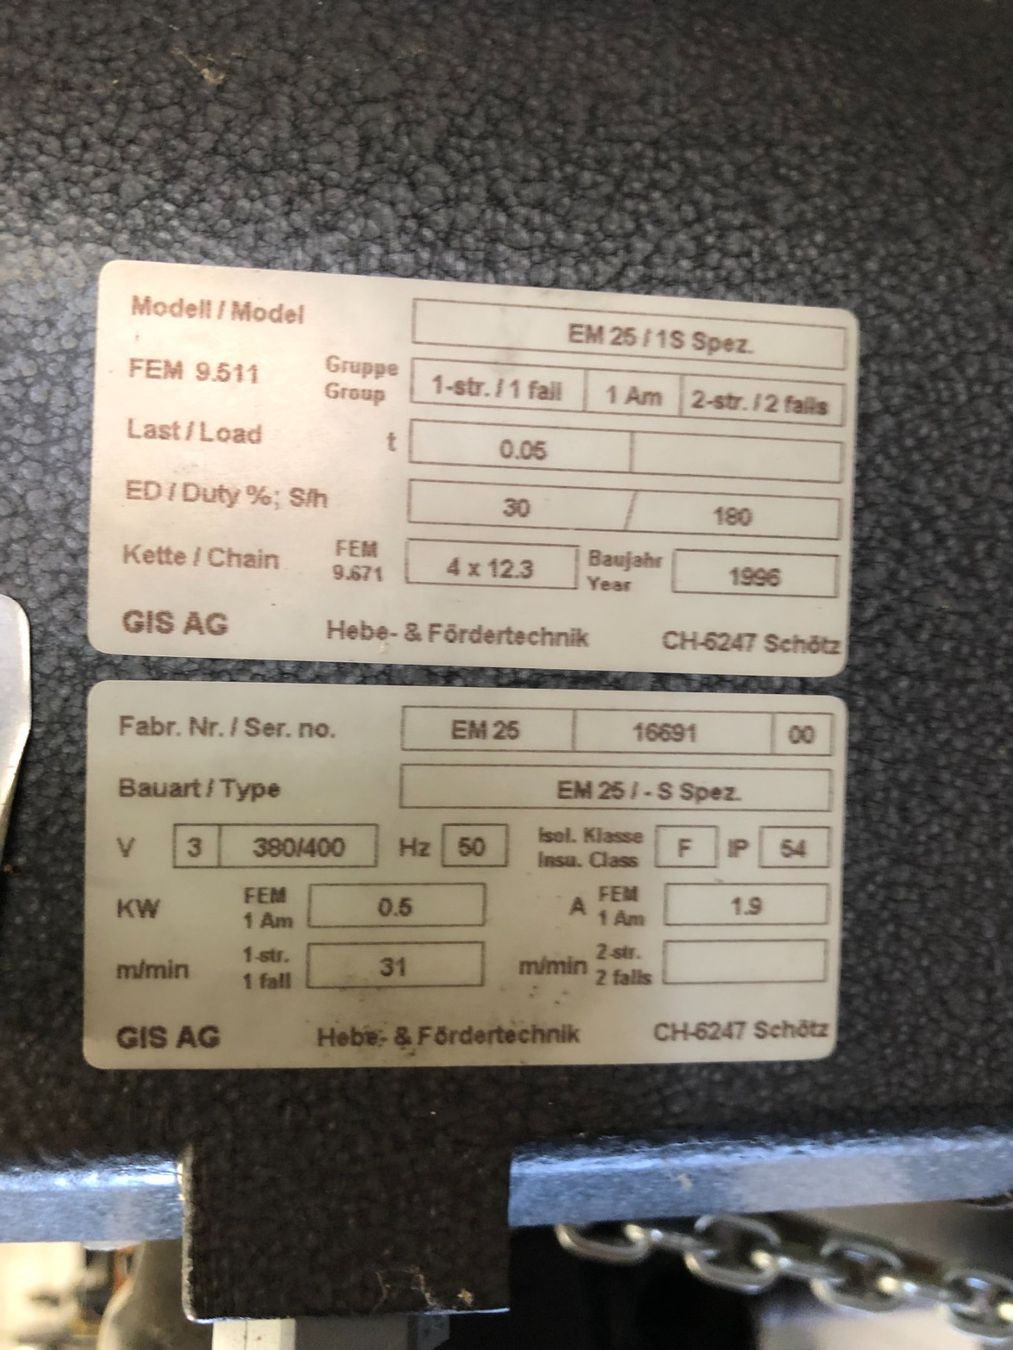 Modell / Model EM 25 / 1S Spez.
FEM 9.511 Gruppe Group 1-str. / 1 fall 1 Am 2-str. / 2 falls
Last / Load t 0.05
ED / Duty %; S/h 30 / 180
Kette / Chain FEM 9.671 4 x 12.3 Baujahr Year 1996
GIS AG Hebe- & Fördertechnik CH-6247 Schötz
Fabr. Nr. / Ser. no. EM 25 16691 00
Bauart / Type EM 25 / - S Spez.
V 3 380/400 Hz 50 Isol. Klasse Insu. Class F IP 54
KW FEM 1 Am 0.5 A FEM 1 Am 1.9
m/min 1-str. 1 fall 31 m/min 2-str. 2 falls
GIS AG Hebe- & Fördertechnik CH-6247 Schötz